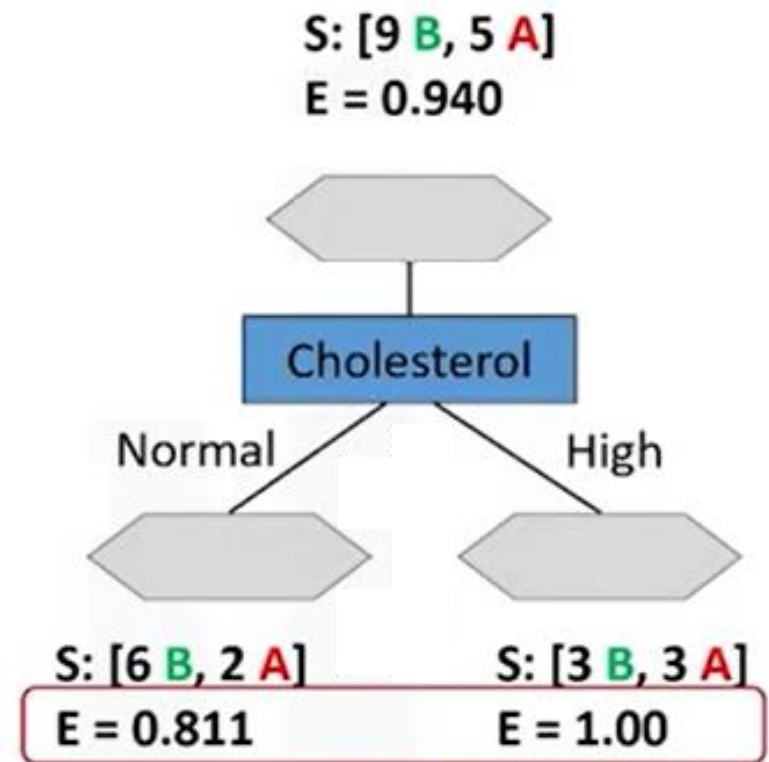 S: [9 B, 5 A]
E = 0.940
Cholesterol
Normal
High
S: [6 B, 2 A]
S: [3 B, 3 A]
E = 0.811
E = 1.00